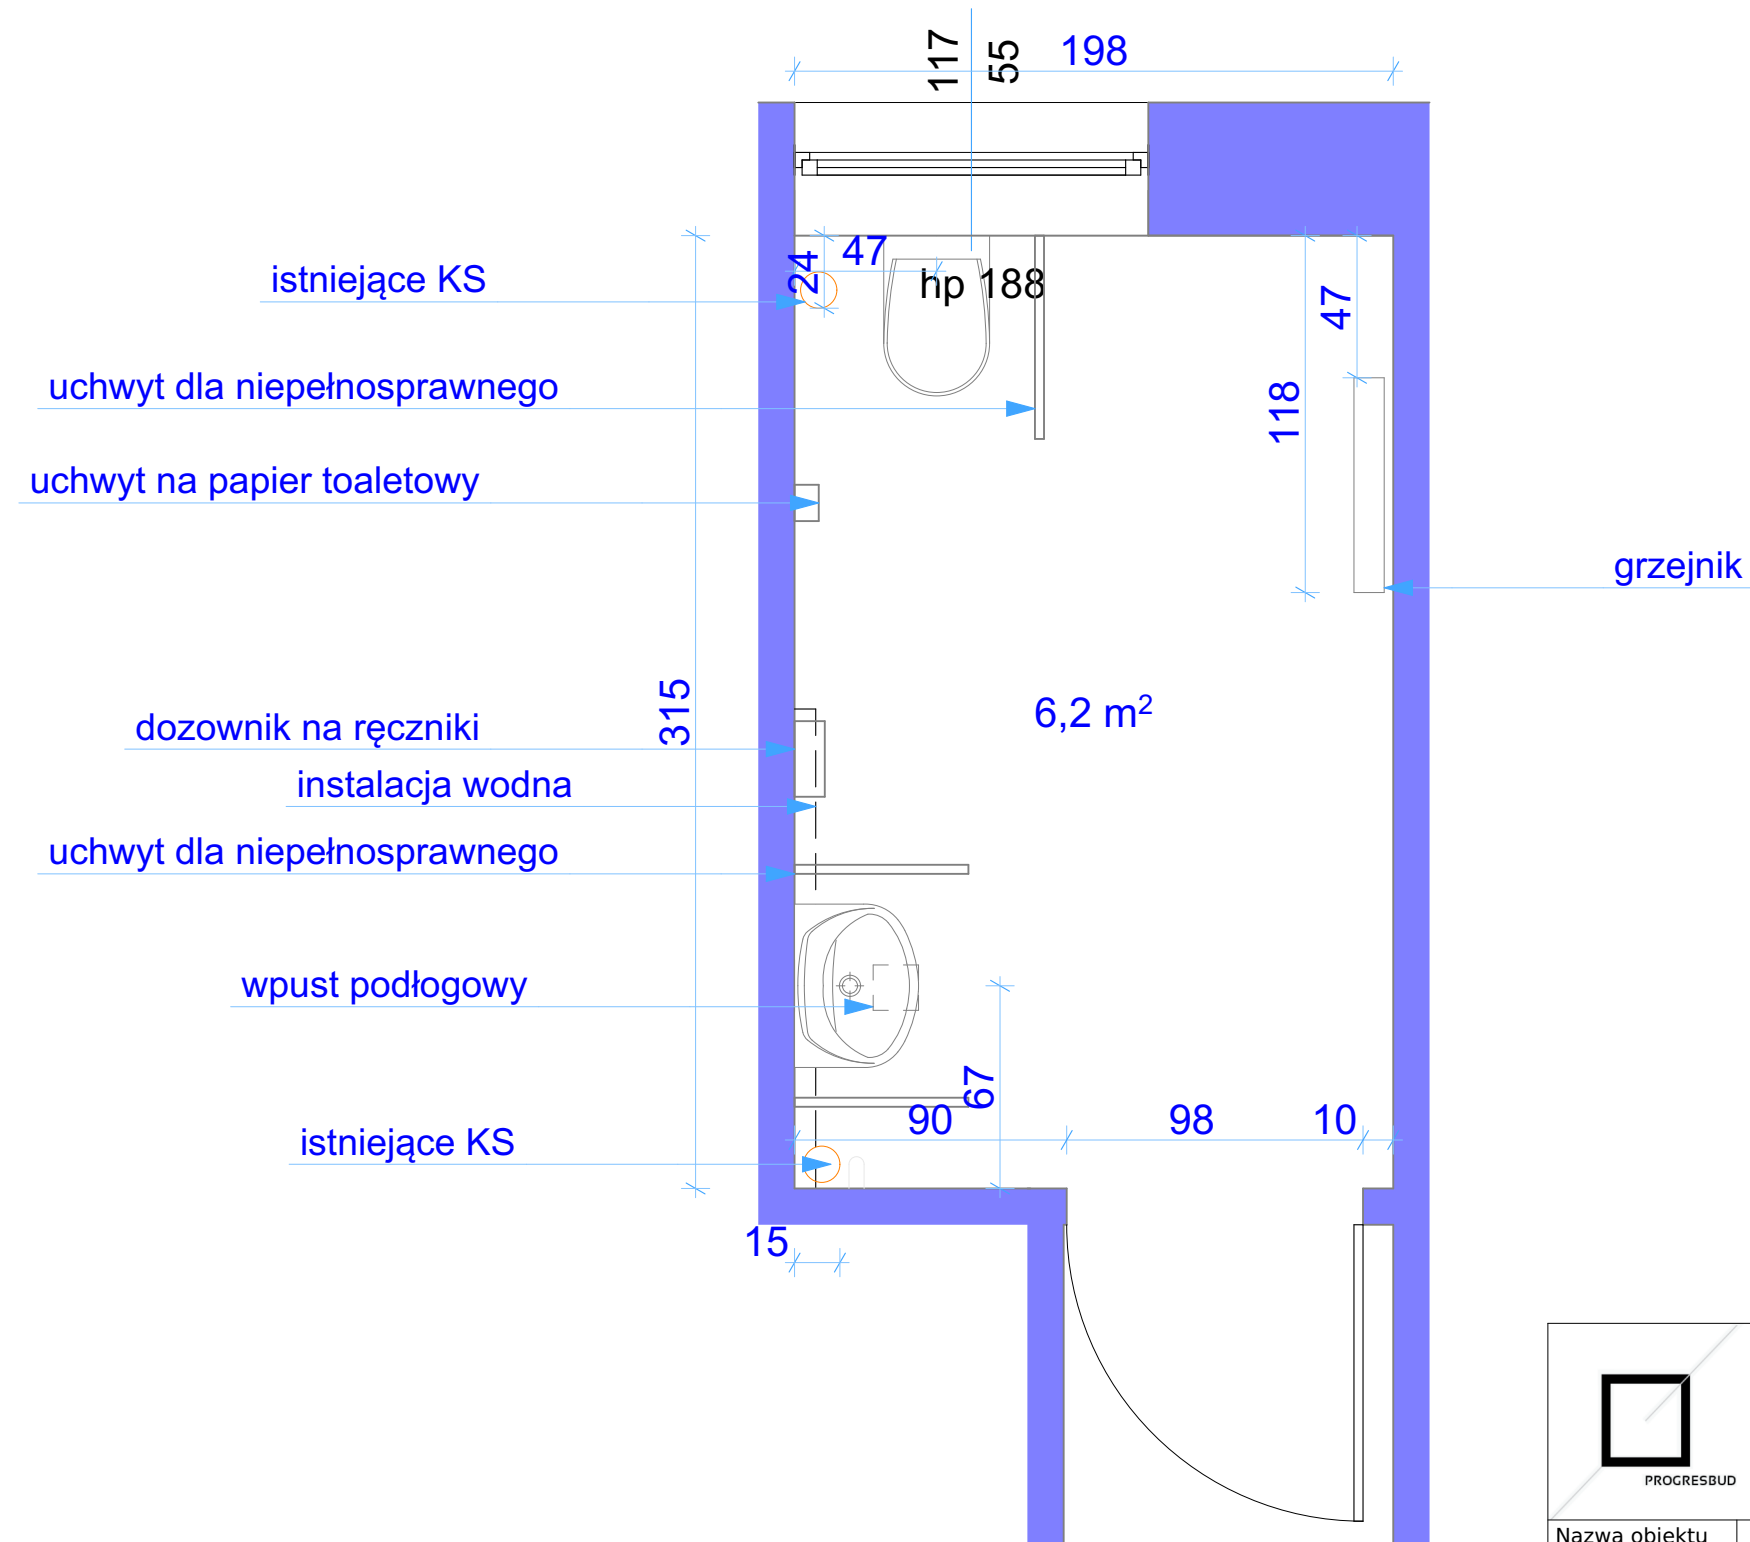 117
55
198
47
24
hp 188
istniejące KS
47
uchwyt dla niepełnosprawnego
118
uchwyt na papier toaletowy
grzejnik
315
6,2 m²
dozownik na ręczniki
instalacja wodna
uchwyt dla niepełnosprawnego
wpust podłogowy
67
90
98
10
istniejące KS
15
PROGRESBUD
Nazwa obiektu